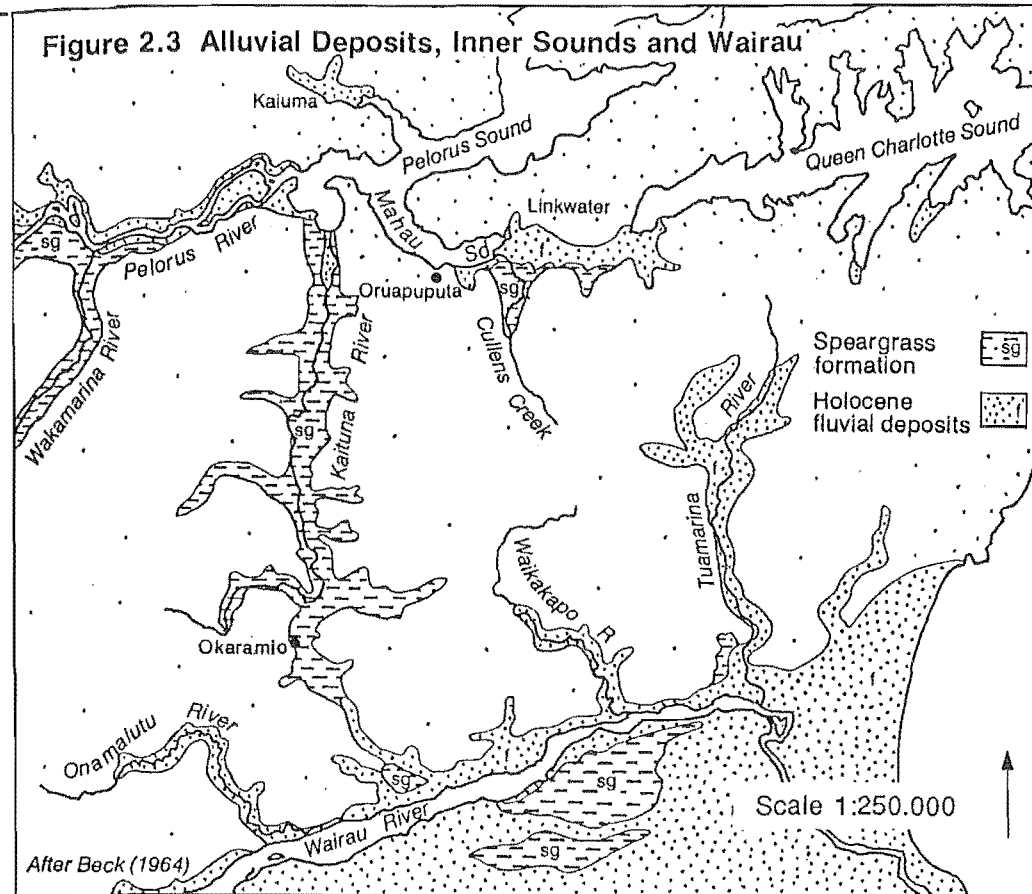 Figure 2.3 Alluvial Deposits, Inner Sounds and Wairau
Kaiuma
Pelorus Sound
Queen Charlotte Sound
Linkwater
Mahau
Sd
sg
Pelorus River
Oruapuputa
sg
f
Cullens Creek
Wakamarina River
Kaituna River
sg
Speargrass
formation
sg
Holocene
fluvial deposits
f
River
Tuamarina
Waikakapo R
Okaramio
Onamalutu River
f
f
sg
sg
sg
Wairau River
Scale 1:250.000
After Beck (1964)